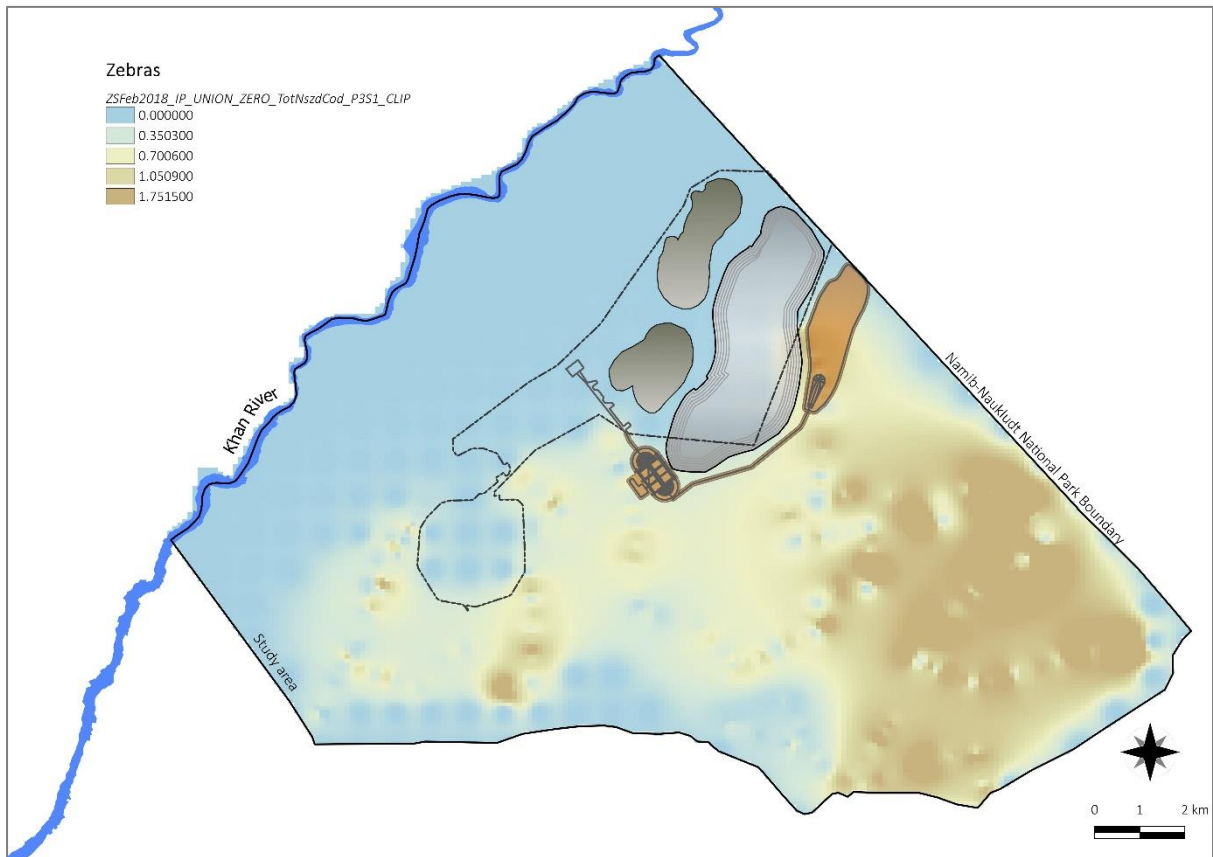 Zebras
ZSFeb2018_IP_UNION_ZERO_TotNszdCod_P3S1_CLIP
0.000000
0.350300
0.700600
1.050900
1.751500
Khan River
Namib-Naukludt National Park Boundary
Study area
0 1 2 km